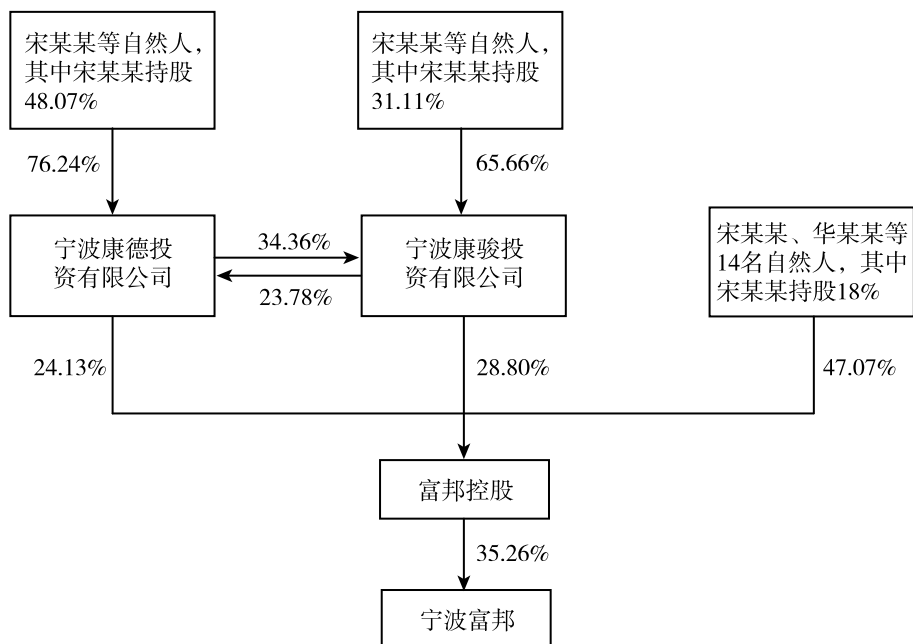 宋某某等自然人，
其中宋某某持股
48.07%
宋某某等自然人，
其中宋某某持股
31.11%
76.24%
65.66%
宁波康德投
资有限公司
34.36%
23.78%
宁波康骏投
资有限公司
宋某某、华某某等
14名自然人，其中
宋某某持股18%
24.13%
28.80%
47.07%
富邦控股
35.26%
宁波富邦